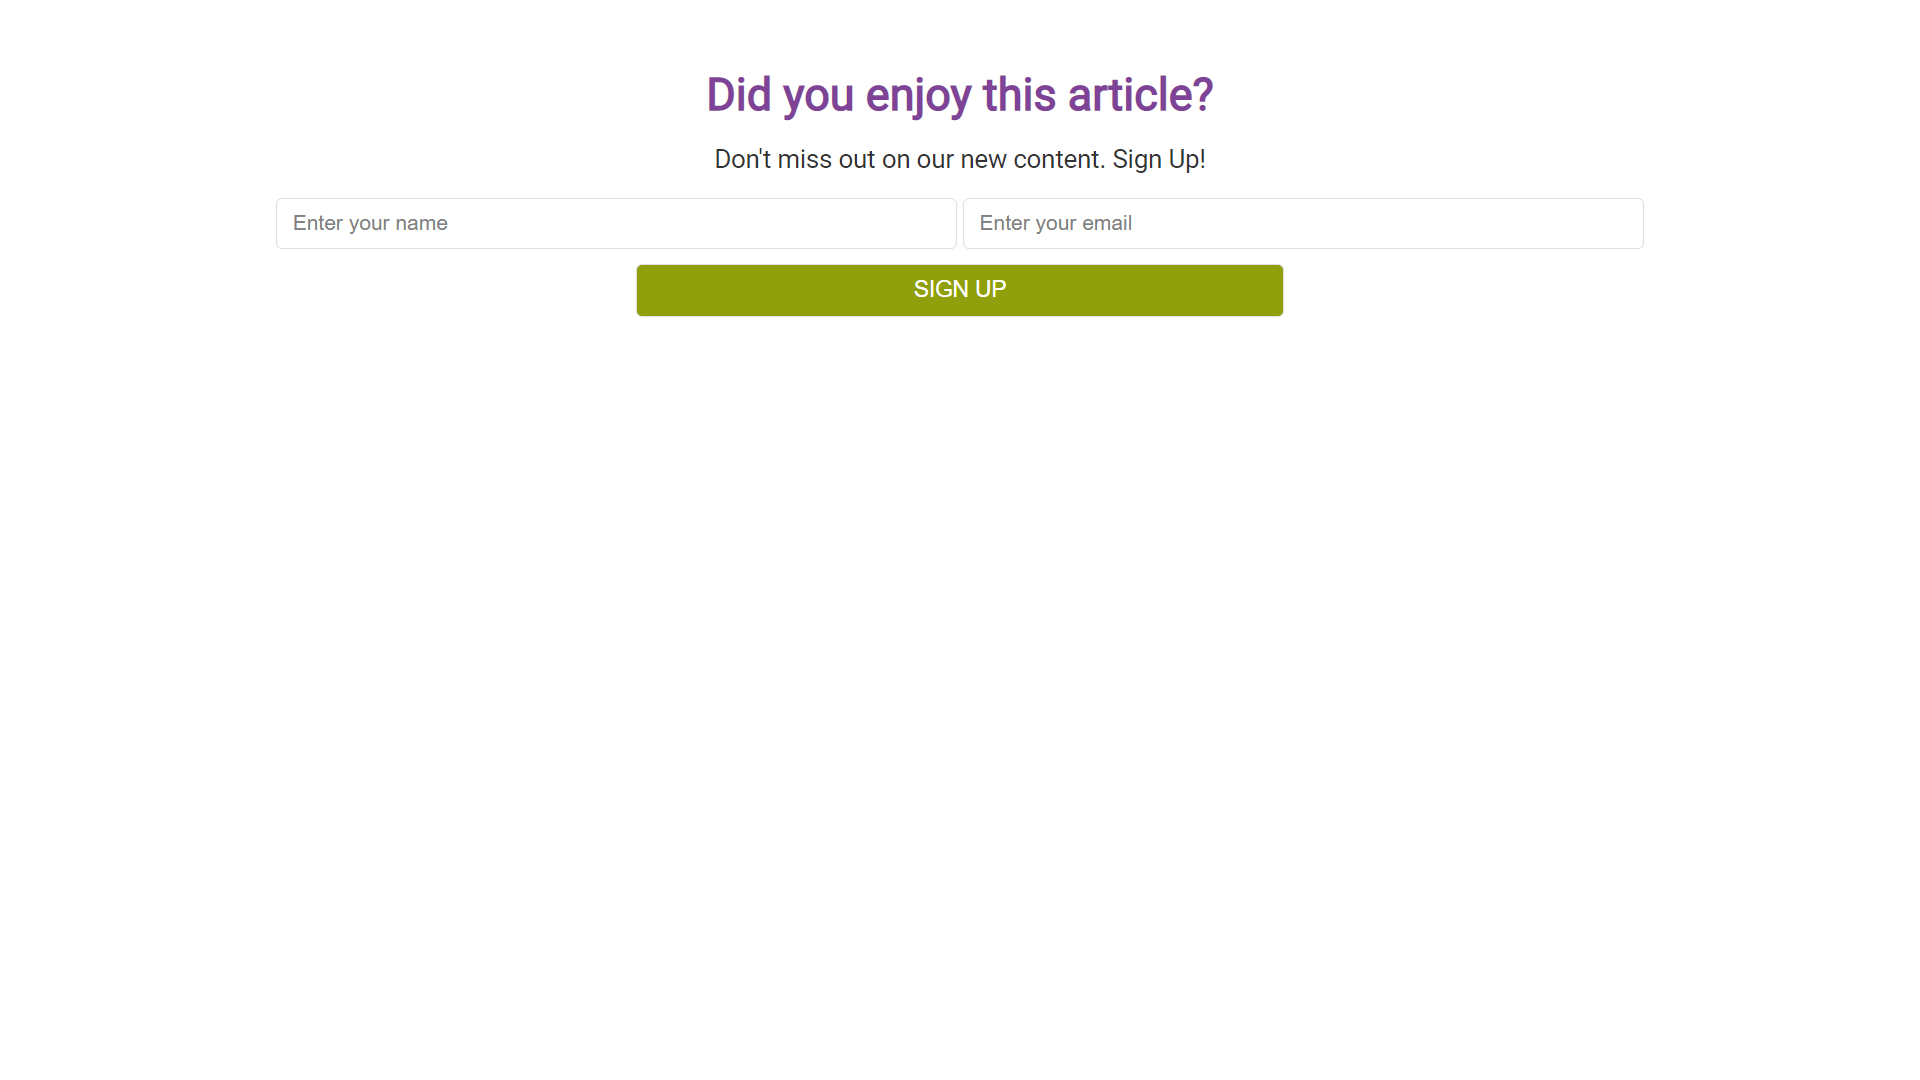 Did you enjoy this article?
Don't miss out on our new content. Sign Up!
Enter your name
Enter your email
SIGN UP